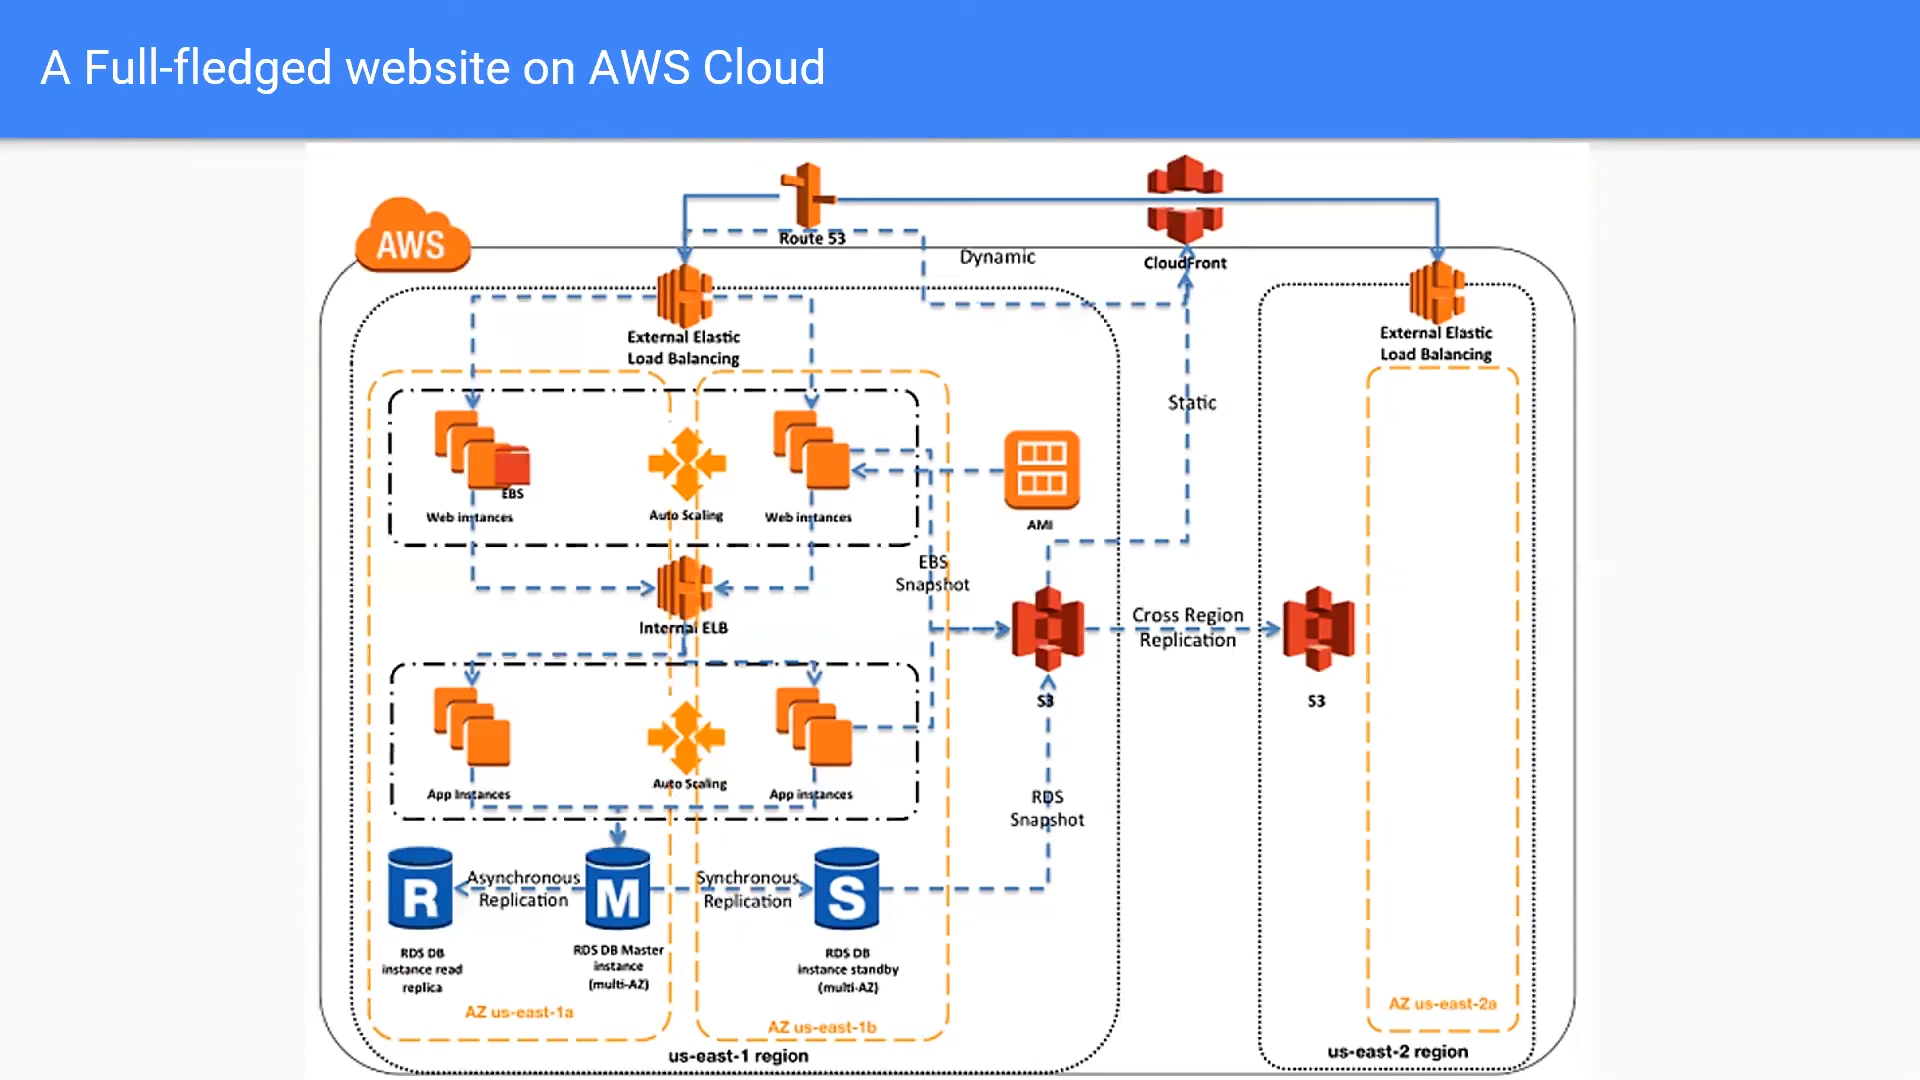 A Full-fledged website on AWS Cloud
Route 53
AWS
Dynamic
CloudFront
External Elastic
Load Balancing
External Elastic
Load Balancing
Static
EBS
Web instances
Auto Scaling
Web instances
AMI
EBS
Snapshot
Internal ELB
Cross Region
Replication
S3
S3
App Instances
Auto Scaling
App instances
RDS
Snapshot
R
Asynchronous
Replication
M
Synchronous
Replication
S
RDS DB
instance read
replica
RDS DB Master
instance
(multi-AZ)
RDS DB
instance standby
(multi-AZ)
AZ us-east-1a
AZ us-east-1b
AZ us-east-2a
us-east-1 region
us-east-2 region